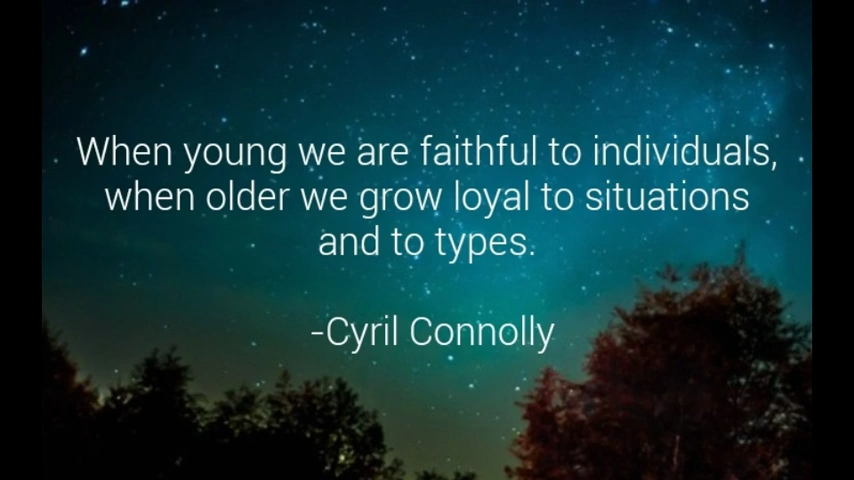 When young we are faithful to individuals,
when older we grow loyal to situations
and to types.
-Cyril Connolly